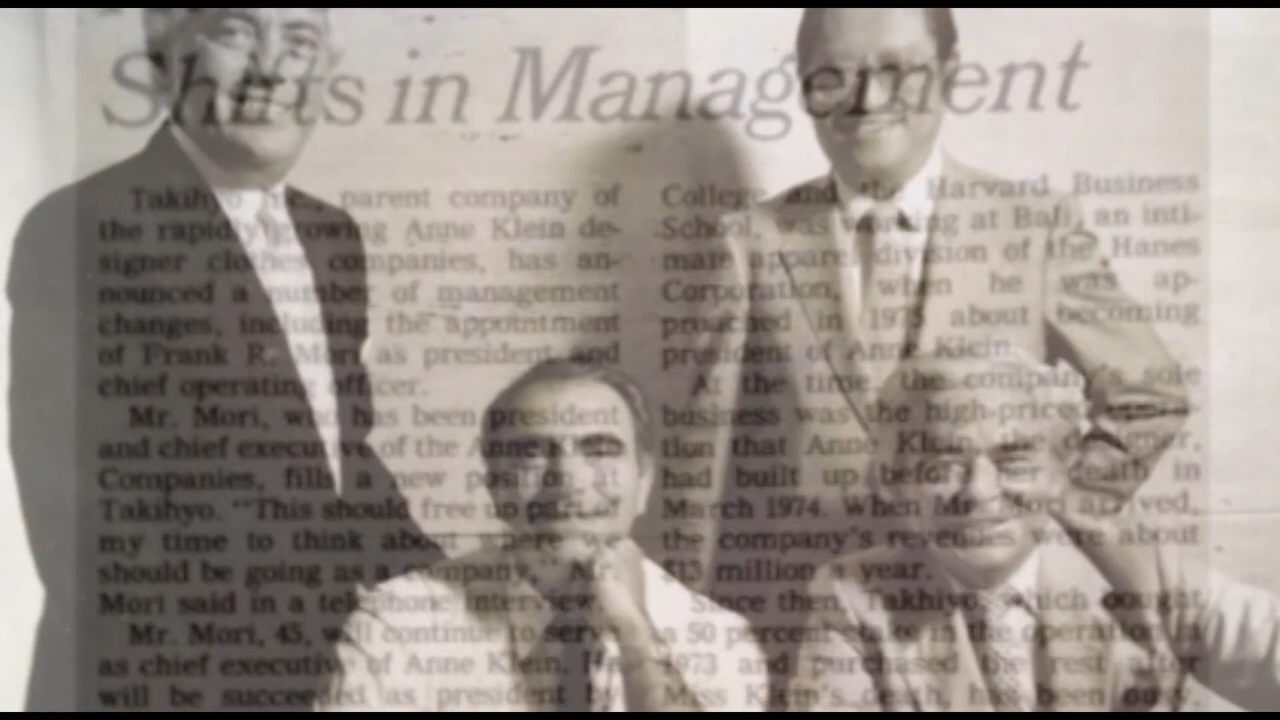 Shifts in Management
Takihyo Inc., parent company of
the rapidly growing Anne Klein de-
signer clothes companies, has an-
nounced a number of management
changes, including the appointment
of Frank R. Mori as president and
chief operating officer.
Mr. Mori, who has been president
and chief executive of the Anne Klein
Companies, fills a new position at
Takihyo. "This should free up part of
my time to think about where we
should be going as a company," Mr.
Mori said in a telephone interview.
Mr. Mori, 45, will continue to serve
as chief executive of Anne Klein. He
will be succeeded as president by
College and the Harvard Business
School, was working at Bali, an inti-
mate apparel division of the Hanes
Corporation, when he was ap-
proached in 1975 about becoming
president of Anne Klein.
At the time, the company's sole
business was the high-priced
tion that Anne Klein, the designer,
had built up before her death in
March 1974. When Mr. Mori arrived,
the company's revenues were about
$13 million a year.
Since then, Takhiyo, which bought
a 50 percent stake in the operation in
1973 and purchased the rest after
Miss Klein's death, has been busy.